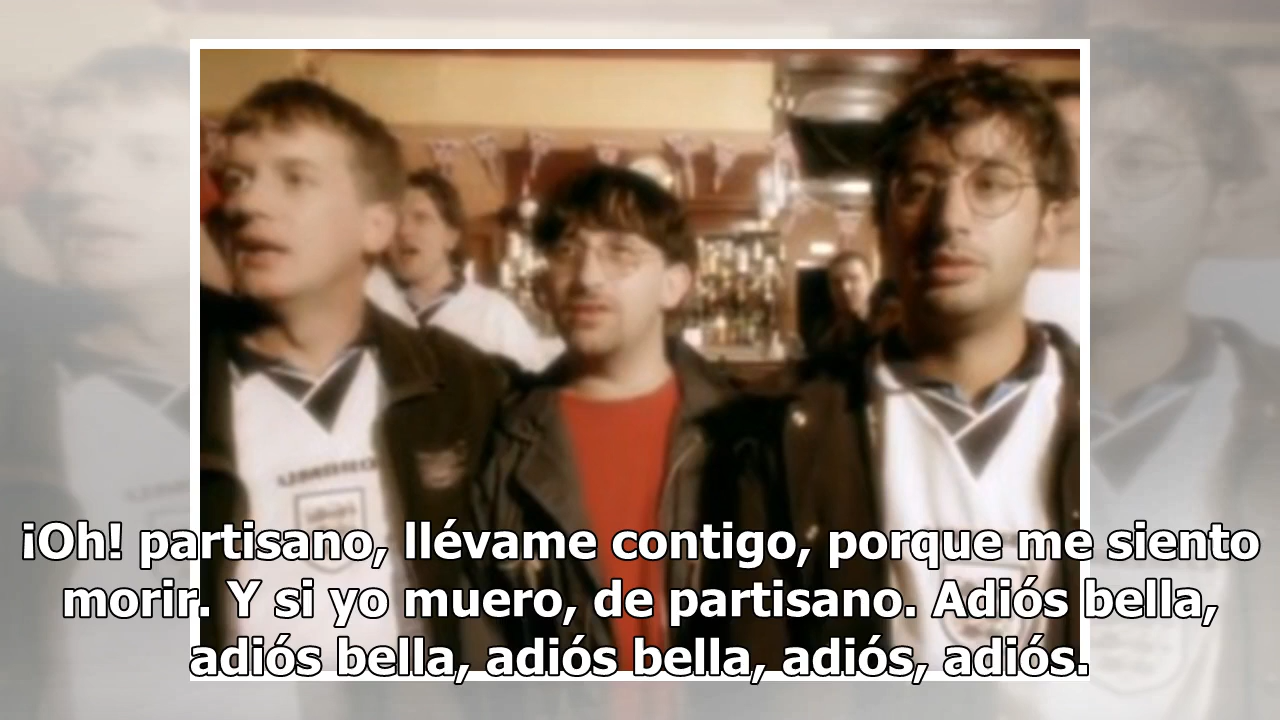 ¡Oh! partisano, llévame contigo, porque me siento
morir. Y si yo muero, de partisano. Adiós bella,
adiós bella, adiós bella, adiós, adiós.